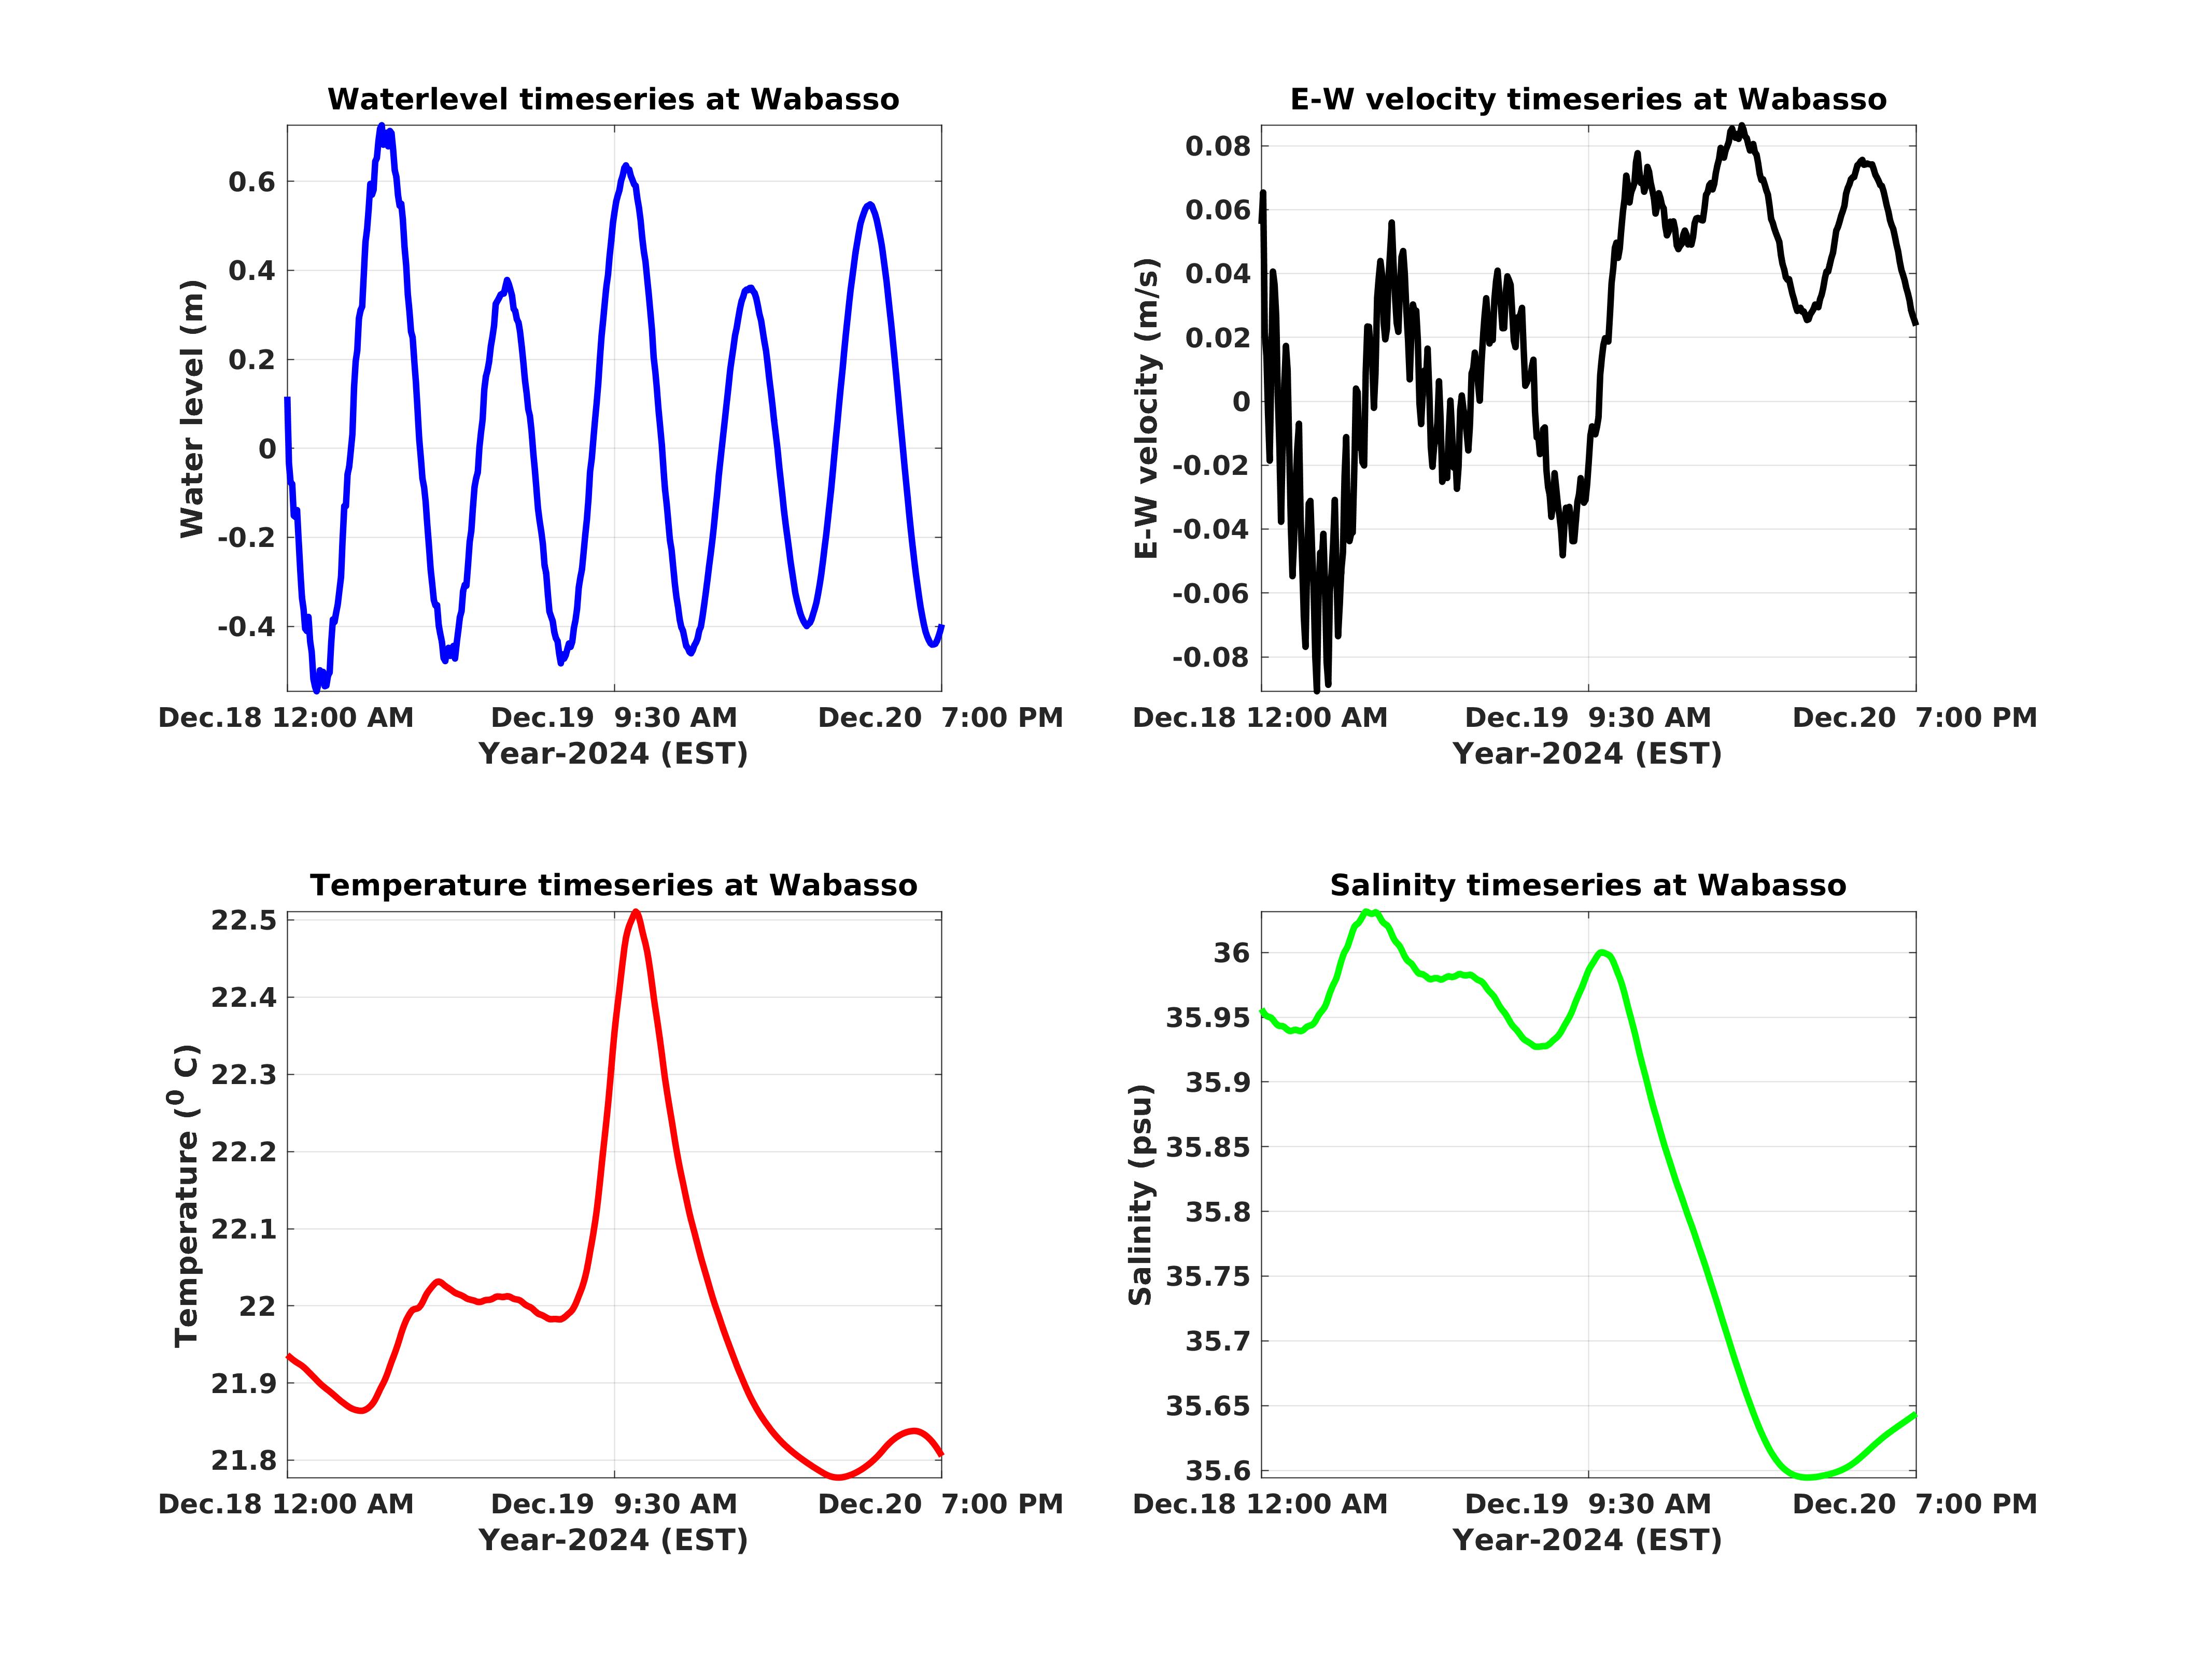 Waterlevel timeseries at Wabasso
Water level (m)
0.6
0.4
0.2
0
-0.2
-0.4
Dec.18 12:00 AM Dec.19 9:30 AM Dec.20 7:00 PM
Year-2024 (EST)
E-W velocity timeseries at Wabasso
E-W velocity (m/s)
0.08
0.06
0.04
0.02
0
-0.02
-0.04
-0.06
-0.08
Dec.18 12:00 AM Dec.19 9:30 AM Dec.20 7:00 PM
Year-2024 (EST)
Temperature timeseries at Wabasso
Temperature (⁰ C)
22.5
22.4
22.3
22.2
22.1
22
21.9
21.8
Dec.18 12:00 AM Dec.19 9:30 AM Dec.20 7:00 PM
Year-2024 (EST)
Salinity timeseries at Wabasso
Salinity (psu)
36
35.95
35.9
35.85
35.8
35.75
35.7
35.65
35.6
Dec.18 12:00 AM Dec.19 9:30 AM Dec.20 7:00 PM
Year-2024 (EST)